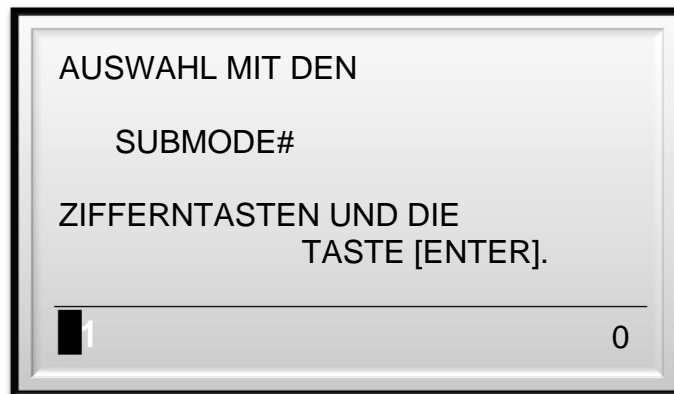 AUSWAHL MIT DEN
SUBMODE#
ZIFFERNTASTEN UND DIE
TASTE [ENTER].
1 0